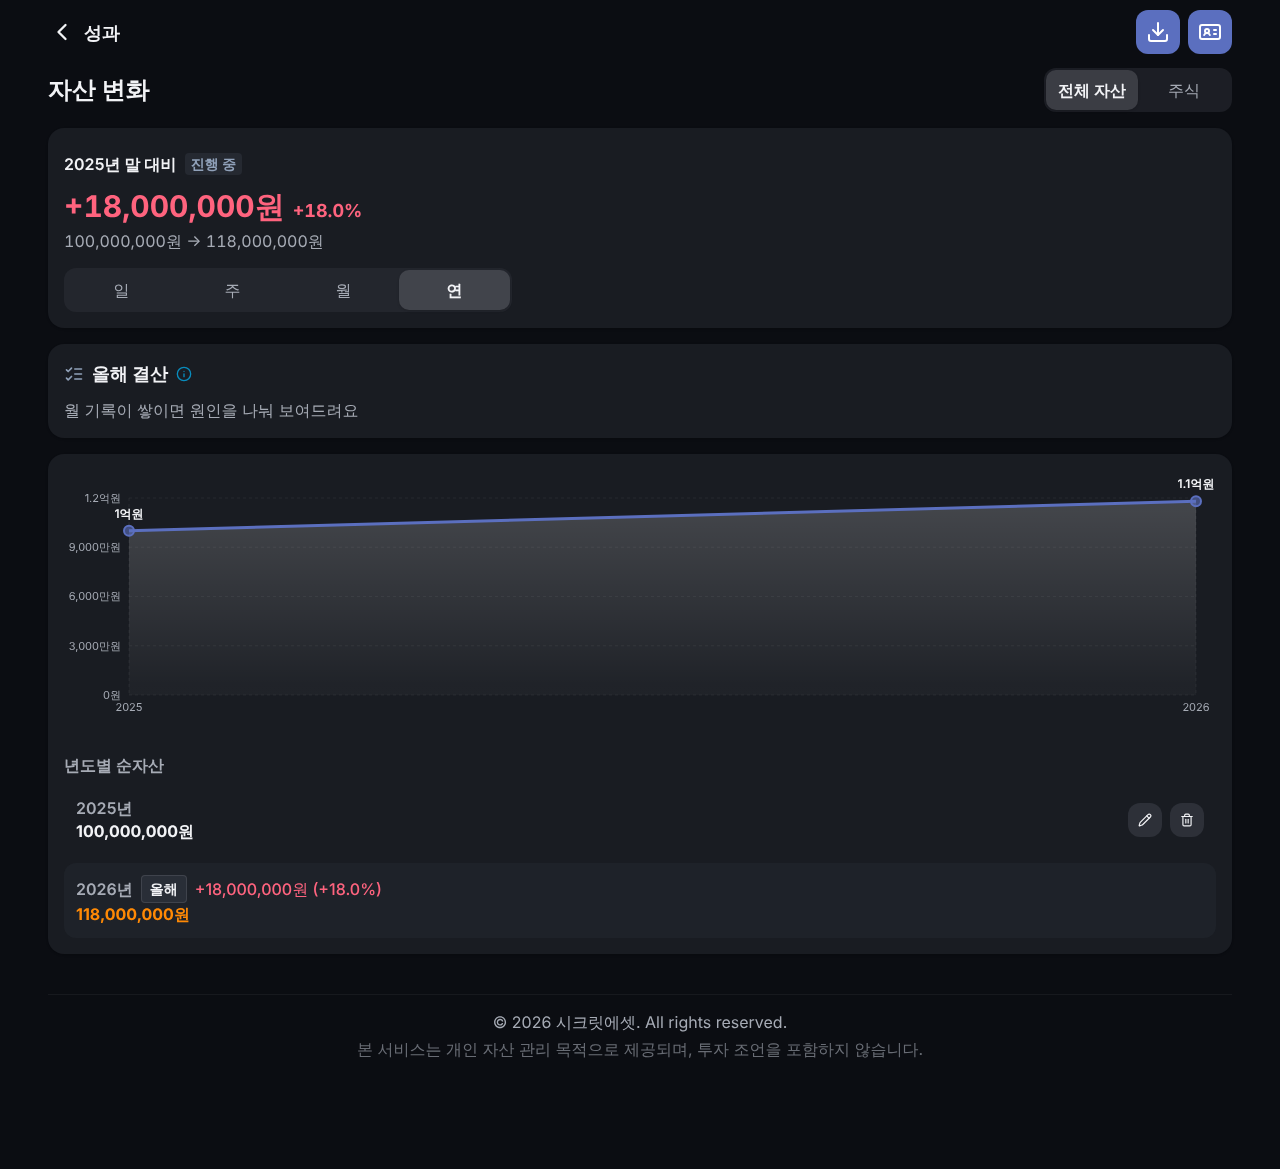 성과
자산 변화
전체 자산
주식
2025년 말 대비
진행 중
+18,000,000원 +18.0%
100,000,000원 → 118,000,000원
일
주
월
연
올해 결산
월 기록이 쌓이면 원인을 나눠 보여드려요
1.1억원
1.2억원
1억원
9,000만원
6,000만원
3,000만원
0원
2025
2026
년도별 순자산
2025년
100,000,000원
2026년 올해 +18,000,000원 (+18.0%)
118,000,000원
© 2026 시크릿에셋. All rights reserved.
본 서비스는 개인 자산 관리 목적으로 제공되며, 투자 조언을 포함하지 않습니다.